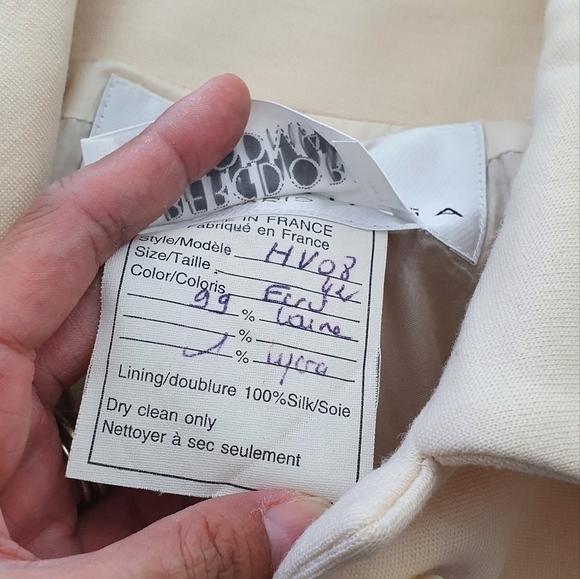 IN FRANCE
Fabriqué en France
Style/Modèle HV08
Size/Taille 42
Color/Coloris Ecru
99 % Laine
%
1 % lycra
Lining/doublure 100%Silk/Soie
Dry clean only
Nettoyer à sec seulement